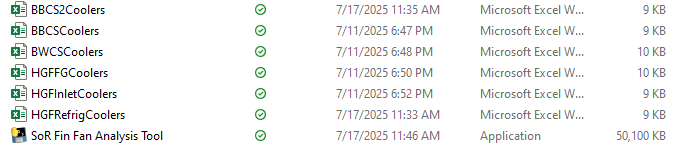 BBCS2Coolers 7/17/2025 11:35 AM Microsoft Excel W... 9 KB
BBCSCoolers 7/11/2025 6:47 PM Microsoft Excel W... 9 KB
BWCSCoolers 7/11/2025 6:48 PM Microsoft Excel W... 10 KB
HGFFGCoolers 7/11/2025 6:50 PM Microsoft Excel W... 10 KB
HGFInletCoolers 7/11/2025 6:52 PM Microsoft Excel W... 9 KB
HGFRefrigCoolers 7/17/2025 11:33 AM Microsoft Excel W... 9 KB
SoR Fin Fan Analysis Tool 7/17/2025 11:46 AM Application 50,100 KB